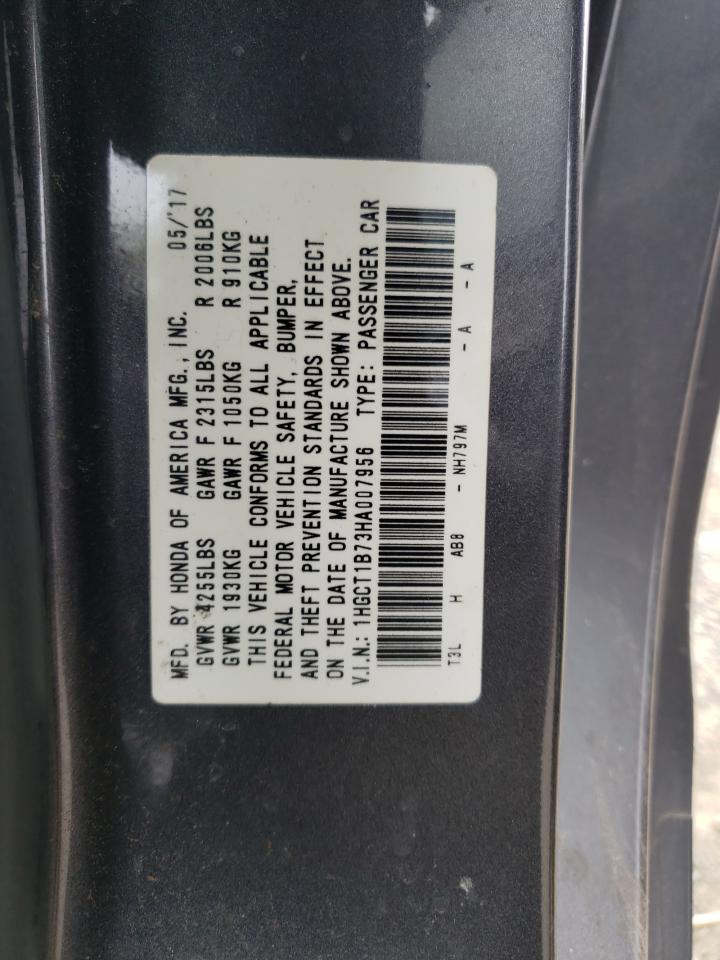 MFD. BY HONDA OF AMERICA MFG., INC. 05/'17
GVWR 4255LBS GAWR F 2315LBS R 2006LBS
GVWR 1930KG GAWR F 1050KG R 910KG
THIS VEHICLE CONFORMS TO ALL APPLICABLE
FEDERAL MOTOR VEHICLE SAFETY, BUMPER,
AND THEFT PREVENTION STANDARDS IN EFFECT
ON THE DATE OF MANUFACTURE SHOWN ABOVE.
V.I.N.: 1HGCT1B73HA007956 TYPE: PASSENGER CAR
T3L H AB8 - NH797M - A - A